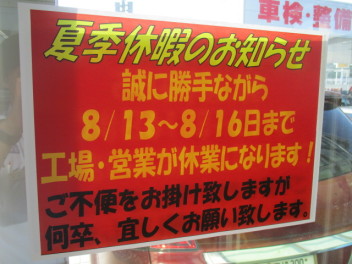 車検・整備
夏季休暇のお知らせ
誠に勝手ながら
8/13～8/16日まで
工場・営業が休業になります！
ご不便をお掛け致しますが
何卒、宜しくお願い致します。